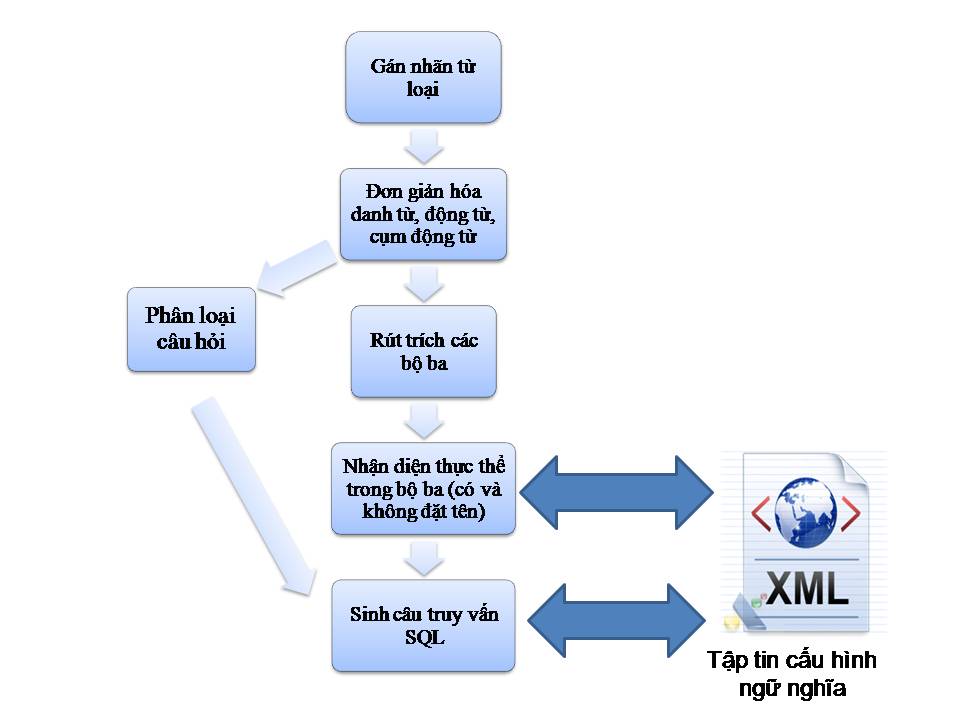 Gán nhãn từ
loại
Đơn giản hóa
danh từ, động từ,
cụm động từ
Phân loại
câu hỏi
Rút trích các
bộ ba
Nhận diện thực thể
trong bộ ba (có và
không đặt tên)
XML
Sinh câu truy vấn
SQL
Tập tin cấu hình
ngữ nghĩa